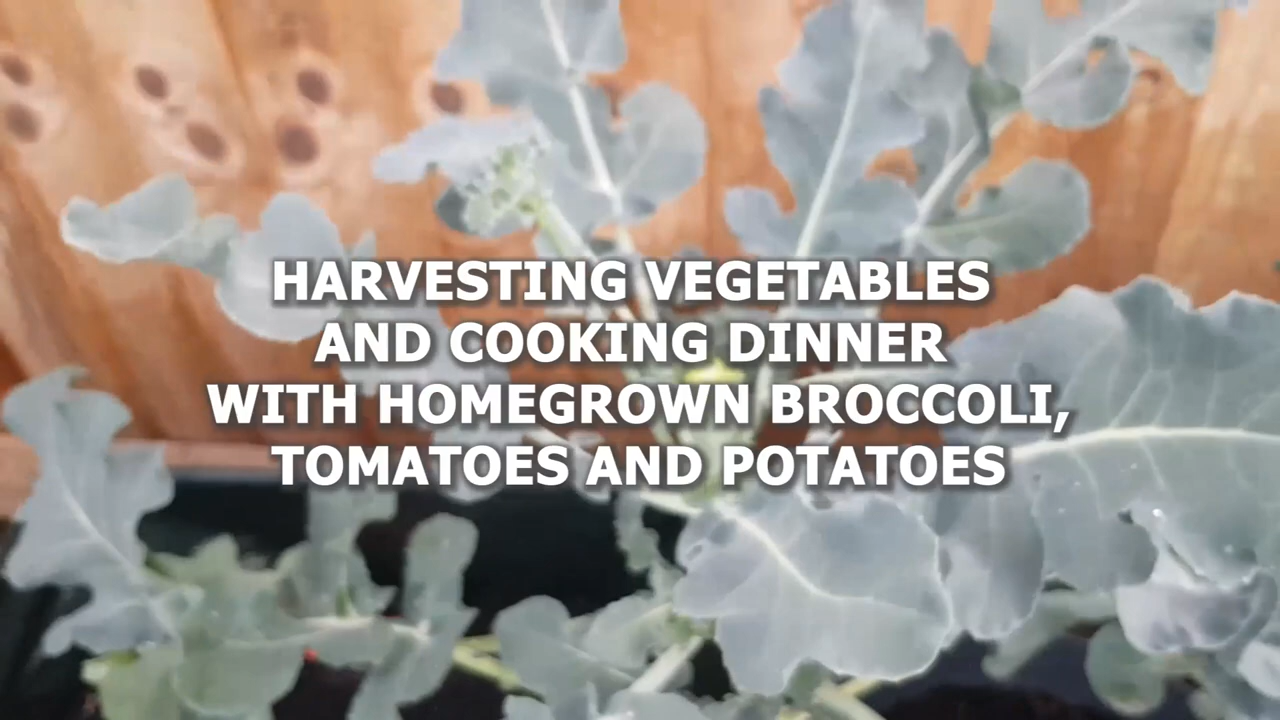 HARVESTING VEGETABLES
AND COOKING DINNER
WITH HOMEGROWN BROCCOLI,
TOMATOES AND POTATOES